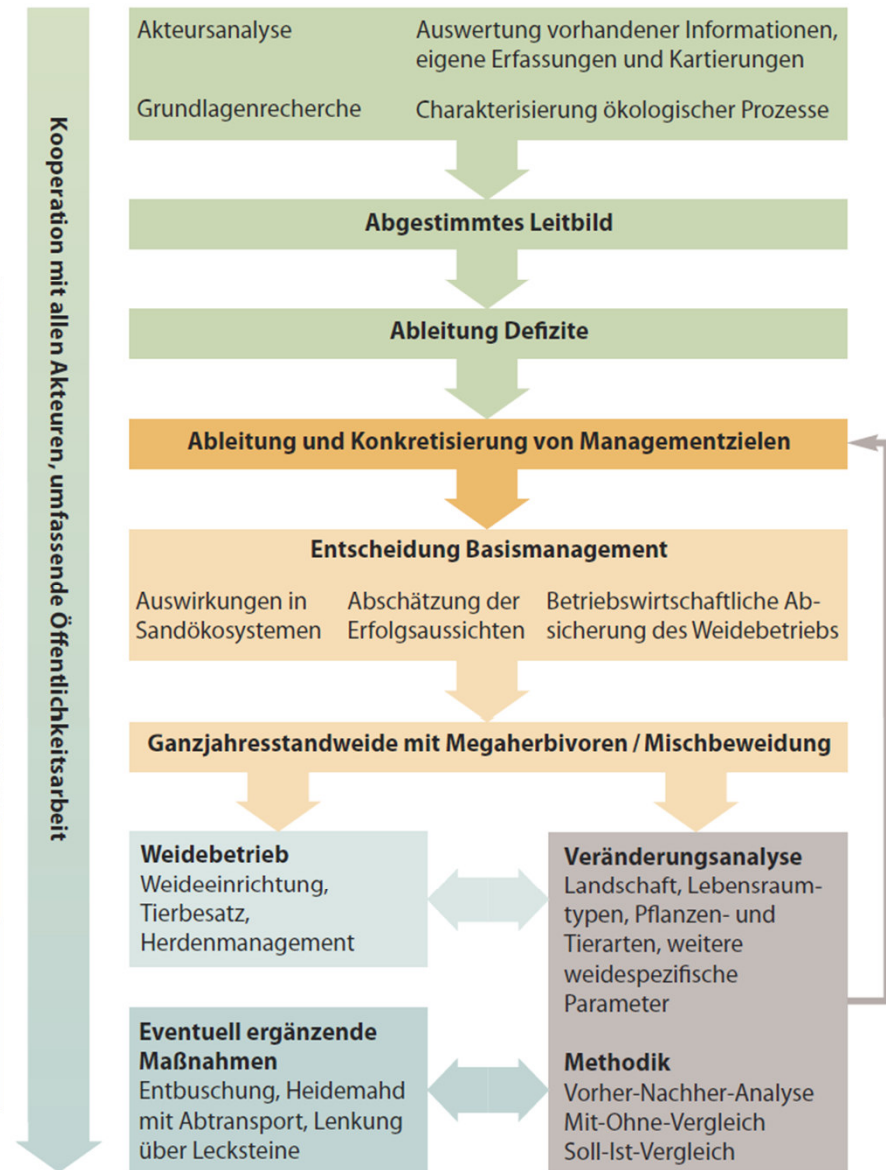 Kooperation mit allen Akteuren, umfassende Öffentlichkeitsarbeit
Akteursanalyse
Auswertung vorhandener Informationen,
eigene Erfassungen und Kartierungen
Grundlagenrecherche
Charakterisierung ökologischer Prozesse
Abgestimmtes Leitbild
Ableitung Defizite
Ableitung und Konkretisierung von Managementzielen
Entscheidung Basismanagement
Auswirkungen in
Sandökosystemen
Abschätzung der
Erfolgsaussichten
Betriebswirtschaftliche Ab-
sicherung des Weidebetriebs
Ganzjahresstandweide mit Megaherbivoren / Mischbeweidung
Weidebetrieb
Weideeinrichtung,
Tierbesatz,
Herdenmanagement
Veränderungsanalyse
Landschaft, Lebensraum-
typen, Pflanzen- und
Tierarten, weitere
weidespezifische
Parameter
Eventuell ergänzende
Maßnahmen
Entbuschung, Heidemahd
mit Abtransport, Lenkung
über Lecksteine
Methodik
Vorher-Nachher-Analyse
Mit-Ohne-Vergleich
Soll-Ist-Vergleich